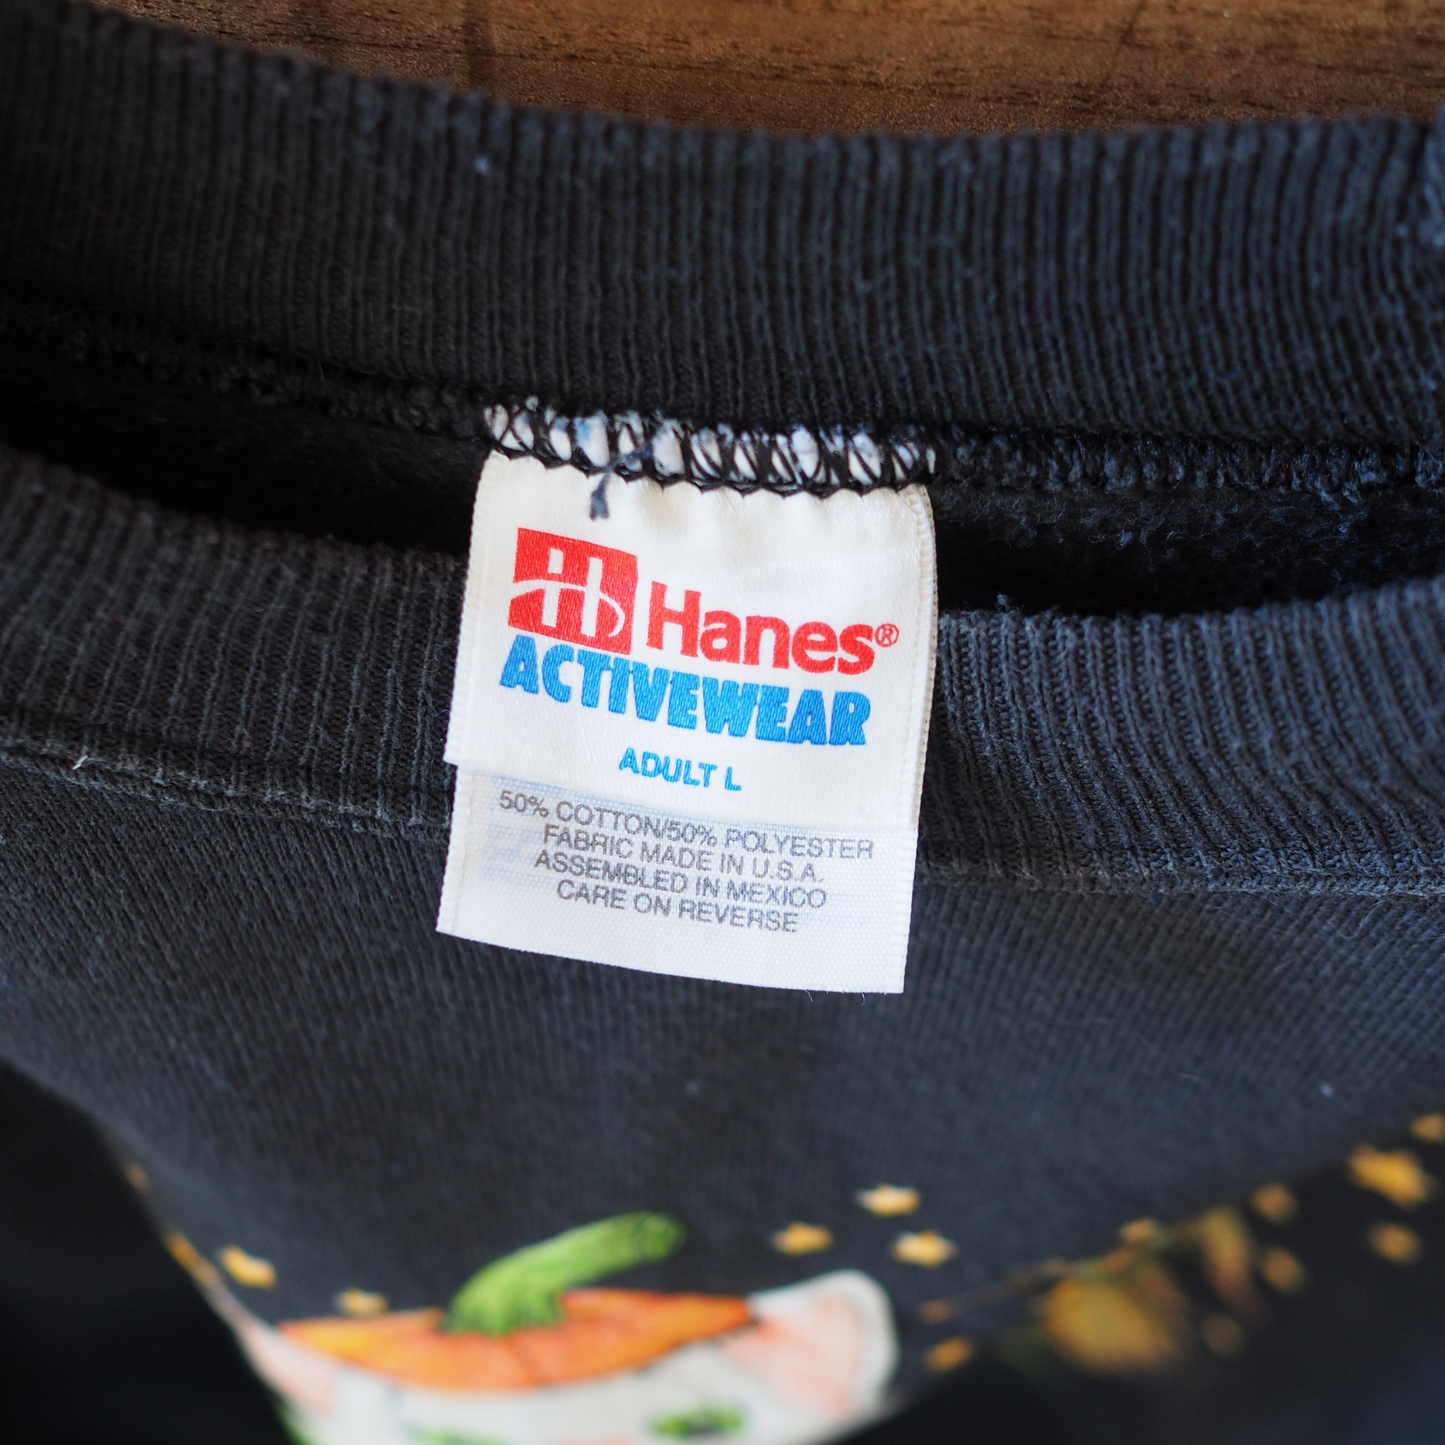 Hanes®
ACTIVEWEAR
ADULT L
50% COTTON/50% POLYESTER
FABRIC MADE IN U.S.A.
ASSEMBLED IN MEXICO
CARE ON REVERSE